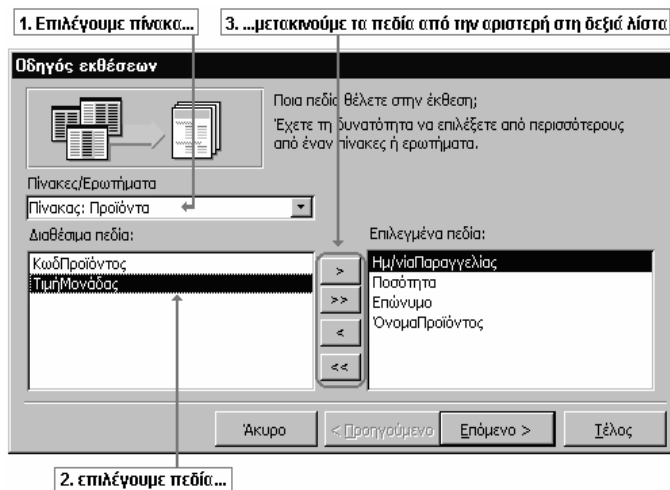 1. Επιλέγουμε πίνακα...
3. ...μετακινούμε τα πεδία από την αριστερή στη δεξιά λίστα
Οδηγός εκθέσεων
Ποια πεδία θέλετε στην έκθεση;
Έχετε τη δυνατότητα να επιλέξετε από περισσότερους
από έναν πίνακες ή ερωτήματα.
Πίνακες/Ερωτήματα
Πίνακας: Προϊόντα
Διαθέσιμα πεδία:
Επιλεγμένα πεδία:
ΚωδΠροϊόντος
ΤιμήΜονάδας
>
>>
<
<<
Ημ/νίαΠαραγγελίας
Ποσότητα
Επώνυμο
ΌνομαΠροϊόντος
Άκυρο
< Προηγούμενο
Επόμενο >
Τέλος
2. επιλέγουμε πεδία...